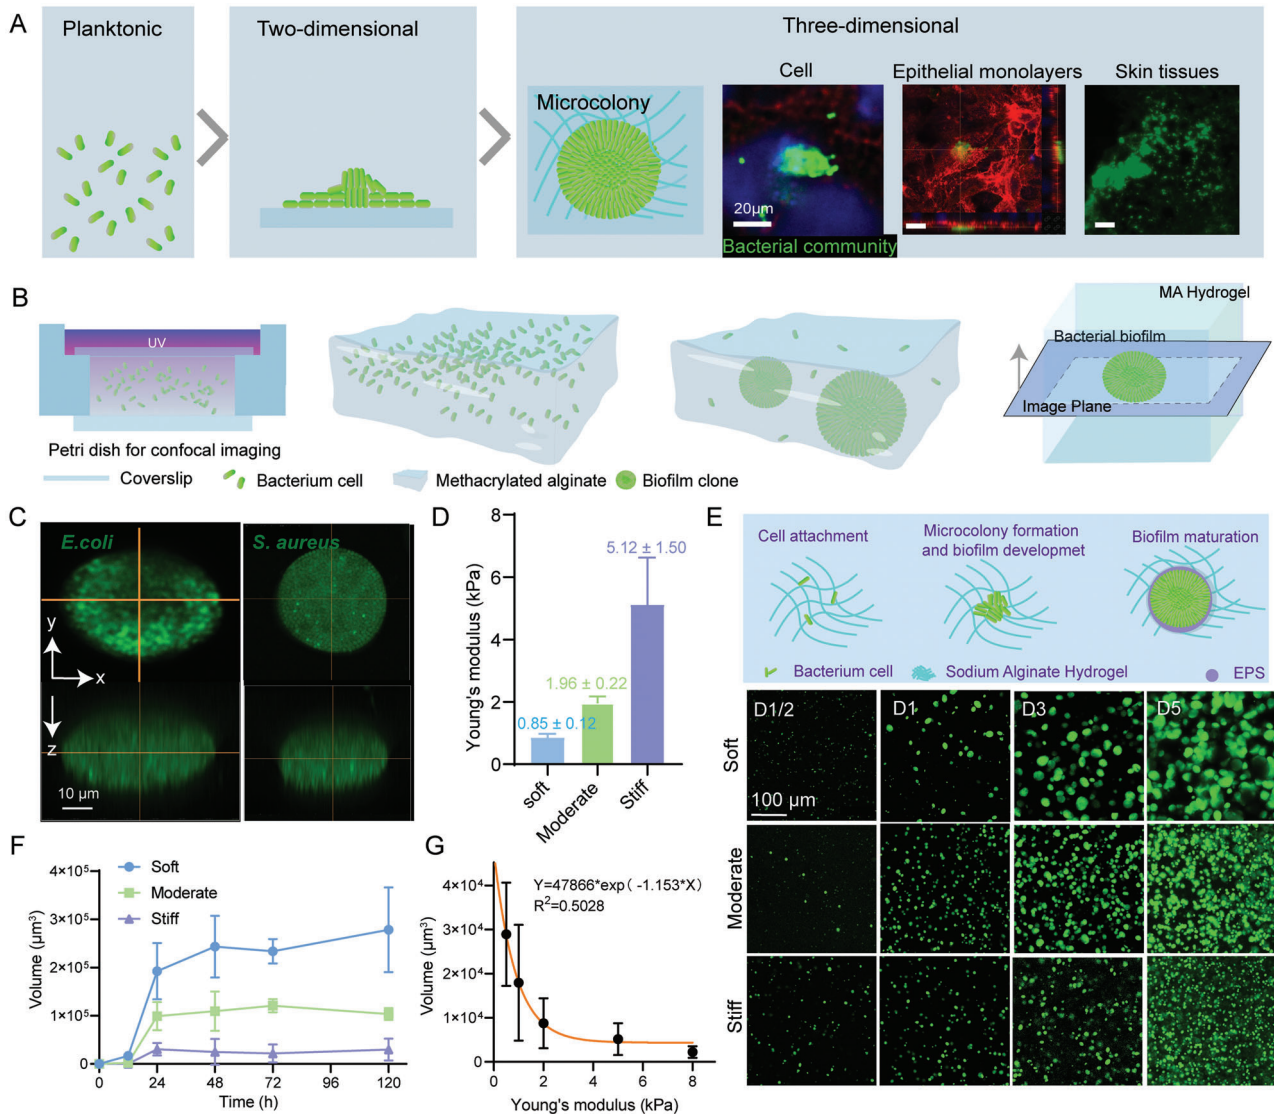 A
Planktonic
Two-dimensional
Three-dimensional
Microcolony
Cell
Epithelial monolayers
Skin tissues
20μm
Bacterial community
B
UV
Petri dish for confocal imaging
MA Hydrogel
Bacterial biofilm
Image Plane
Coverslip
Bacterium cell
Methacrylated alginate
Biofilm clone
C
E.coli
S. aureus
y
x
z
10 μm
D
Young's modulus (kPa)
8
6
4
2
0
0.85 ± 0.12
1.96 ± 0.22
5.12 ± 1.50
soft
Moderate
Stiff
E
Cell attachment
Microcolony formation
and biofilm developmet
Biofilm maturation
Bacterium cell
Sodium Alginate Hydrogel
EPS
D1/2
D1
D3
D5
Soft
100 μm
Moderate
Stiff
F
Soft
Moderate
Stiff
Volume (μm³)
4×10⁵
3×10⁵
2×10⁵
1×10⁵
0
0 24 48 72 96 120
Time (h)
G
Y=47866*exp( -1.153*X)
R²=0.5028
Volume (μm³)
4×10⁴
3×10⁴
2×10⁴
1×10⁴
0
0 2 4 6 8
Young's modulus (kPa)